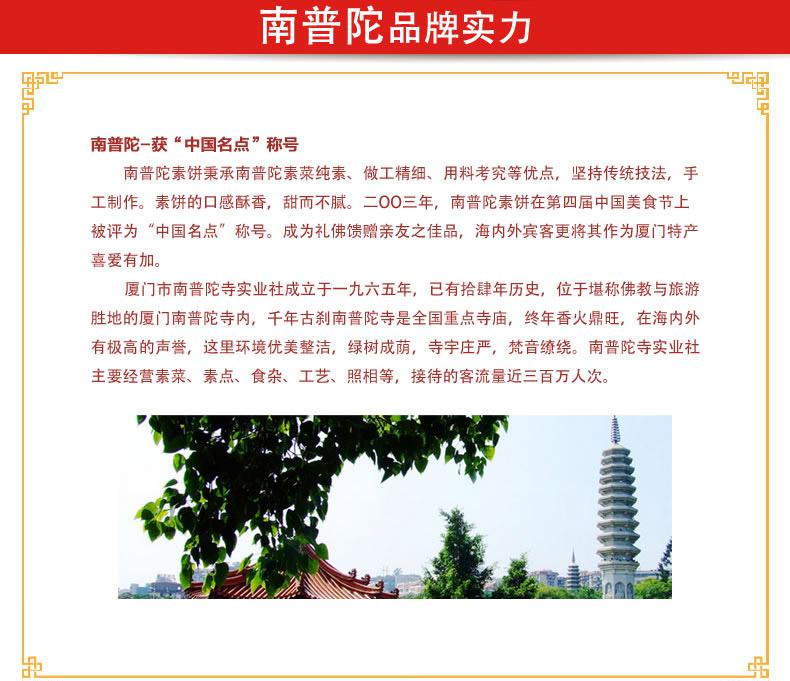 南普陀品牌实力
南普陀-获“中国名点”称号
南普陀素饼秉承南普陀素菜纯素、做工精细、用料考究等优点，坚持传统技法，手
工制作。素饼的口感酥香，甜而不腻。二OO三年，南普陀素饼在第四届中国美食节上
被评为“中国名点”称号。成为礼佛馈赠亲友之佳品，海内外宾客更将其作为厦门特产
喜爱有加。
厦门市南普陀寺实业社成立于一九六五年，已有拾肆年历史，位于堪称佛教与旅游
胜地的厦门南普陀寺内，千年古刹南普陀寺是全国重点寺庙，终年香火鼎旺，在海内外
有极高的声誉，这里环境优美整洁，绿树成荫，寺宇庄严，梵音缭绕。南普陀寺实业社
主要经营素菜、素点、食杂、工艺、照相等，接待的客流量近三百万人次。